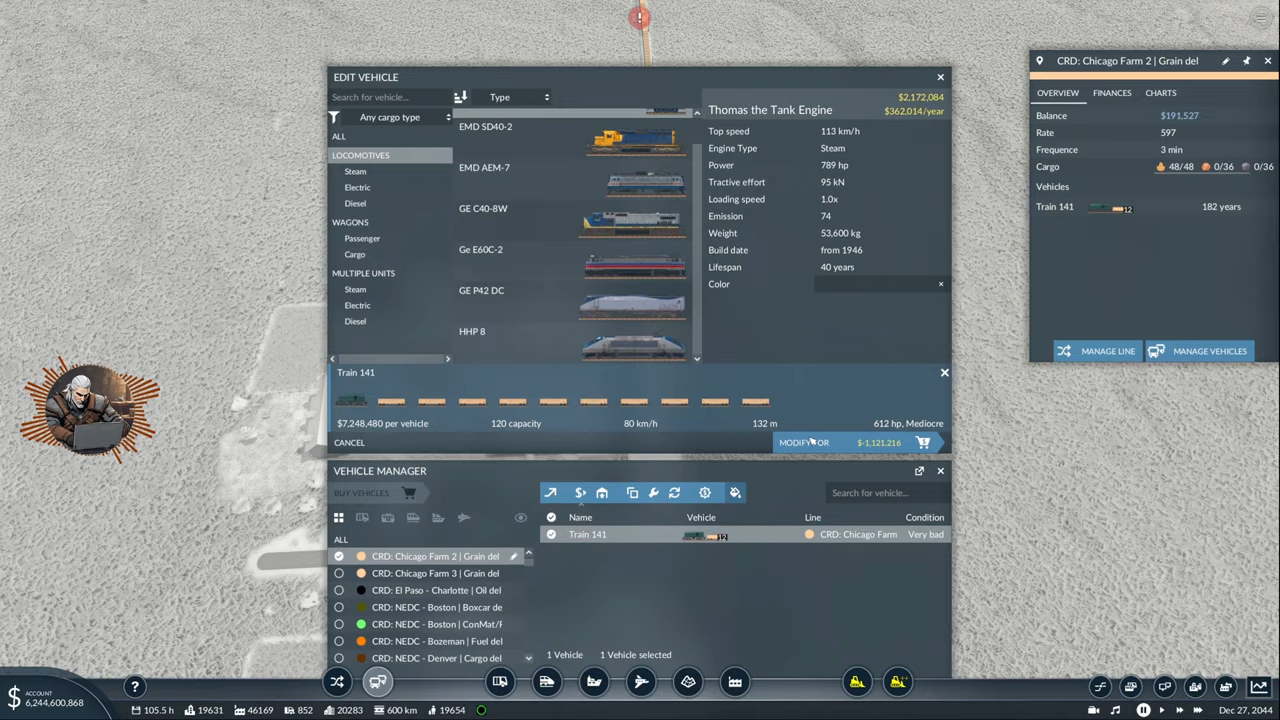 EDIT VEHICLE
Search for vehicle...
Type
Any cargo type
ALL
LOCOMOTIVES
Steam
Electric
Diesel
WAGONS
Passenger
Cargo
MULTIPLE UNITS
Steam
Electric
Diesel
EMD SD40-2
EMD AEM-7
GE C40-8W
Ge E60C-2
GE P42 DC
HHP 8
$2,172,084
Thomas the Tank Engine
$362,014/year
Top speed 113 km/h
Engine Type Steam
Power 789 hp
Tractive effort 95 kN
Loading speed 1.0x
Emission 74
Weight 53,600 kg
Build date from 1946
Lifespan 40 years
Color
Train 141
$7,248,480 per vehicle 120 capacity 80 km/h 132 m 612 hp, Mediocre
CANCEL
MODIFY FOR $-1,121,216
VEHICLE MANAGER
BUY VEHICLES
Search for vehicle...
ALL
Name Vehicle Line Condition
Train 141 12 CRD: Chicago Farm Very bad
CRD: Chicago Farm 2 | Grain del
CRD: Chicago Farm 3 | Grain del
CRD: El Paso - Charlotte | Oil del
CRD: NEDC - Boston | Boxcar de
CRD: NEDC - Boston | ConMat/F
CRD: NEDC - Bozeman | Fuel del
CRD: NEDC - Denver | Cargo del
1 Vehicle 1 Vehicle selected
CRD: Chicago Farm 2 | Grain del
OVERVIEW FINANCES CHARTS
Balance $191,527
Rate 597
Frequence 3 min
Cargo 48/48 0/36 0/36
Vehicles
Train 141 12 182 years
MANAGE LINE
MANAGE VEHICLES
ACCOUNT
$ 6,244,600,868
?
105.5 h 19631 46169 852 20283 600 km 19654
Dec 27, 2044